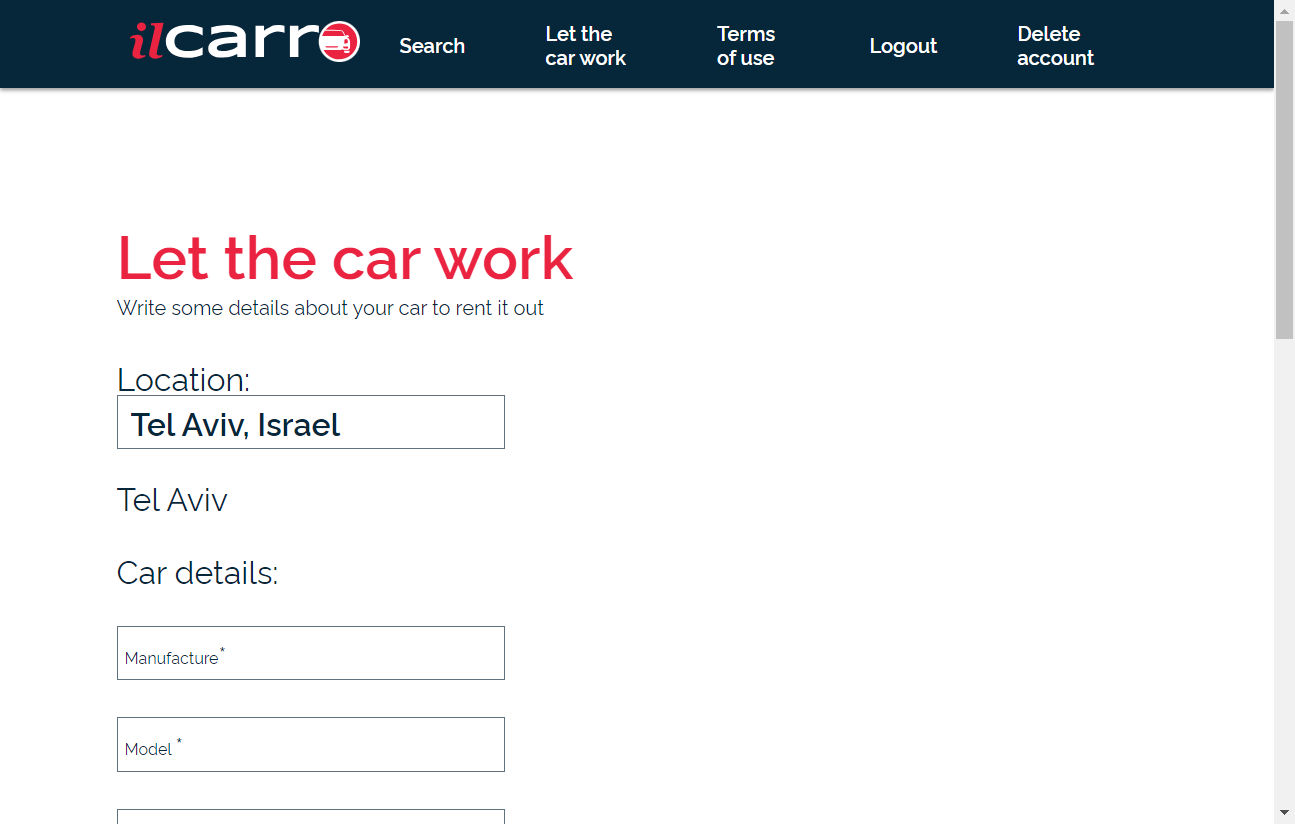 ilcarro
Search
Let the
car work
Terms
of use
Logout
Delete
account
Let the car work
Write some details about your car to rent it out
Location:
Tel Aviv, Israel
Tel Aviv
Car details:
Manufacture*
Model *